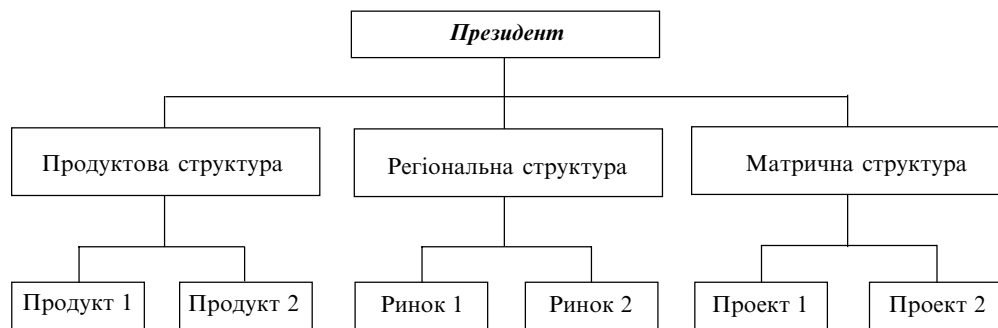 Президент
Продуктова структура
Регіональна структура
Матрична структура
Продукт 1
Продукт 2
Ринок 1
Ринок 2
Проект 1
Проект 2